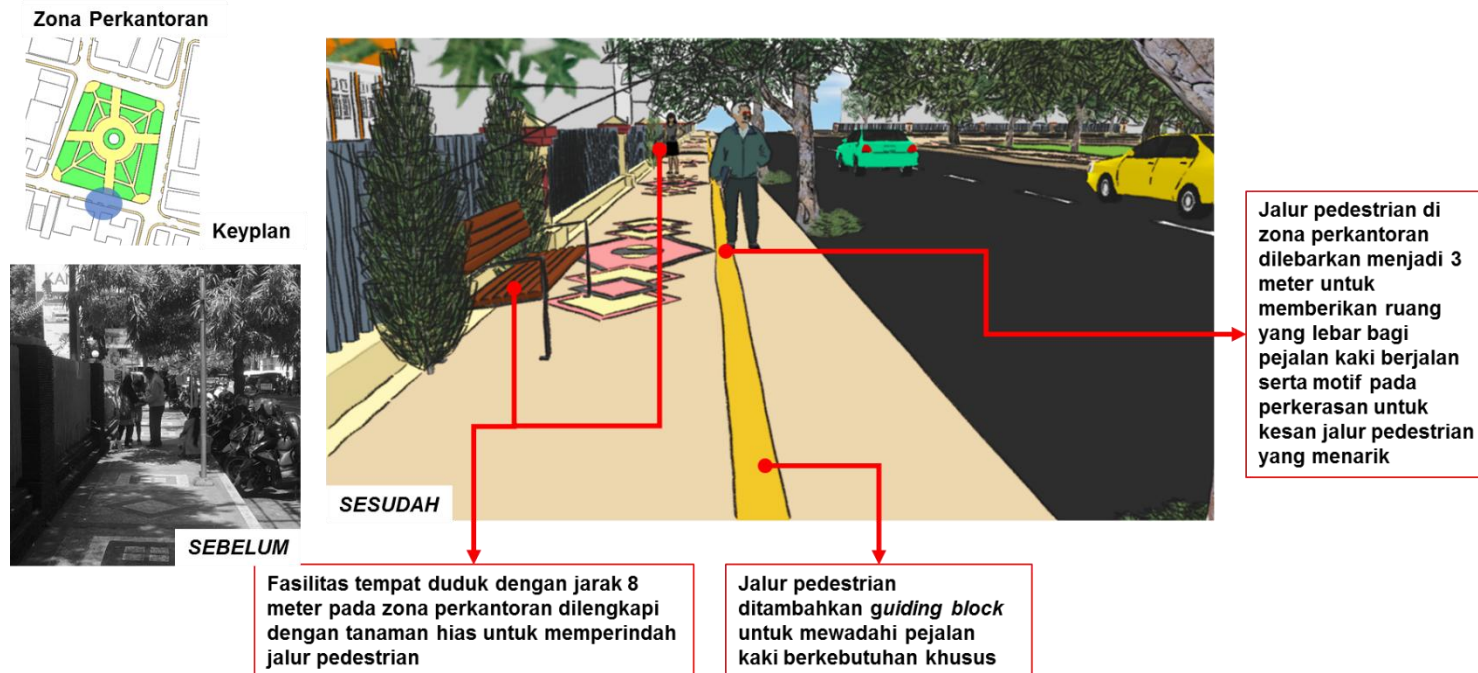 Zona Perkantoran
Keyplan
KAN
SEBELUM
SESUDAH
Jalur pedestrian di
zona perkantoran
dilebarkan menjadi 3
meter untuk
memberikan ruang
yang lebar bagi
pejalan kaki berjalan
serta motif pada
perkerasan untuk
kesan jalur pedestrian
yang menarik
Fasilitas tempat duduk dengan jarak 8
meter pada zona perkantoran dilengkapi
dengan tanaman hias untuk memperindah
jalur pedestrian
Jalur pedestrian
ditambahkan guiding block
untuk mewadahi pejalan
kaki berkebutuhan khusus